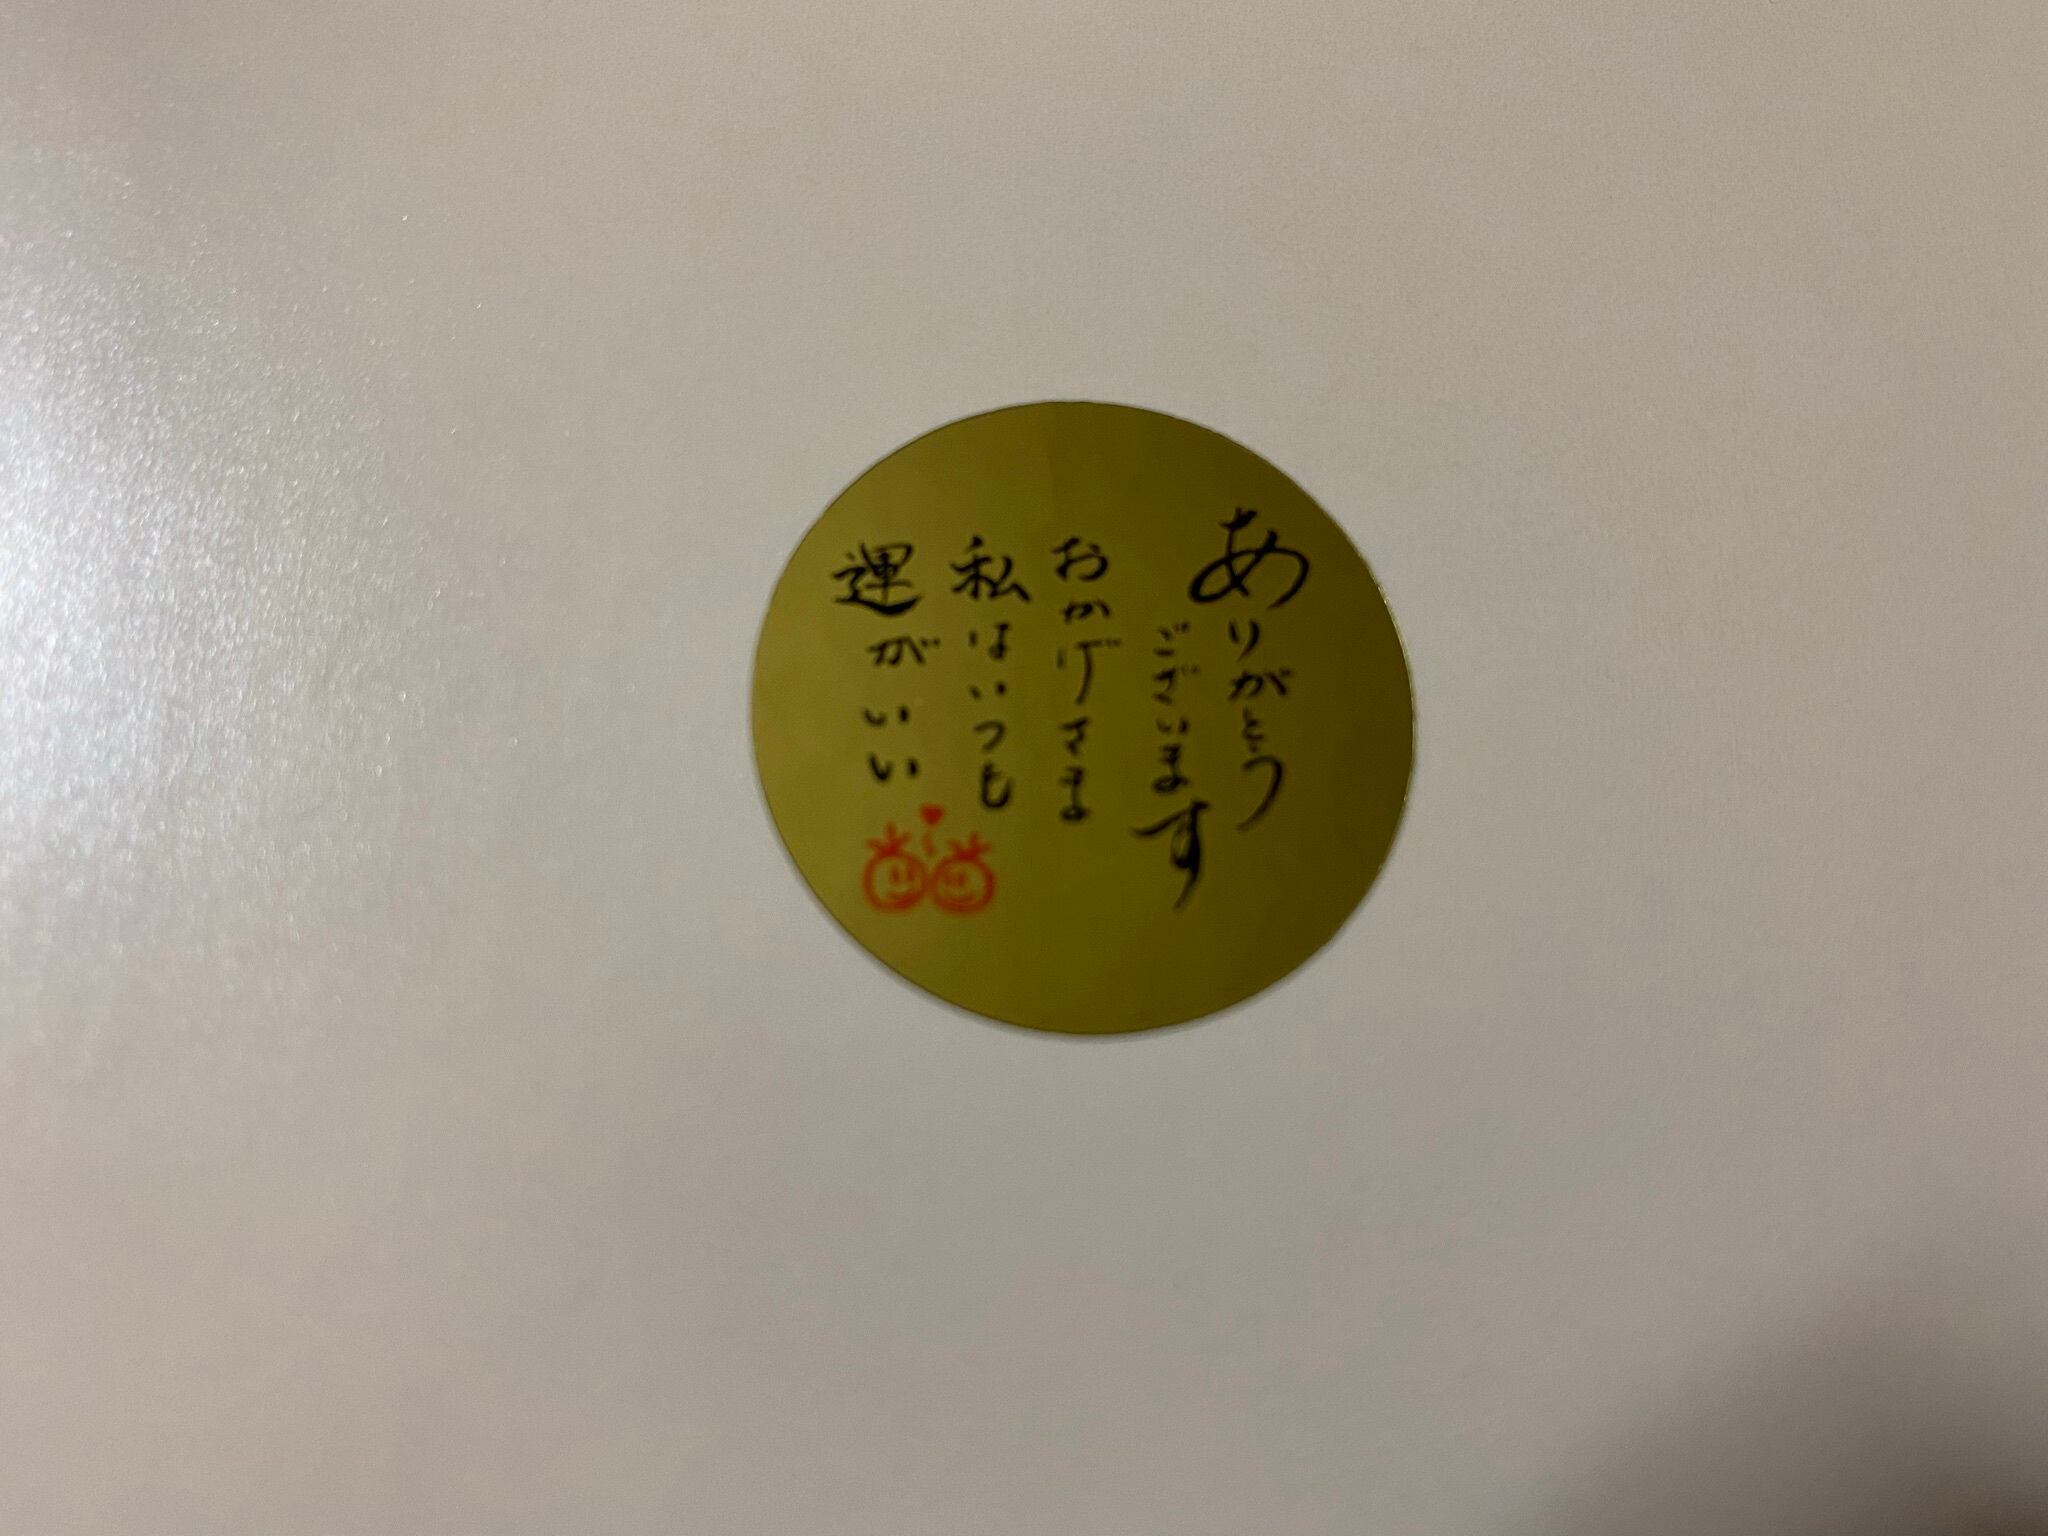 ありがとう
ございます
おかげさま
私はいつも
運がいい